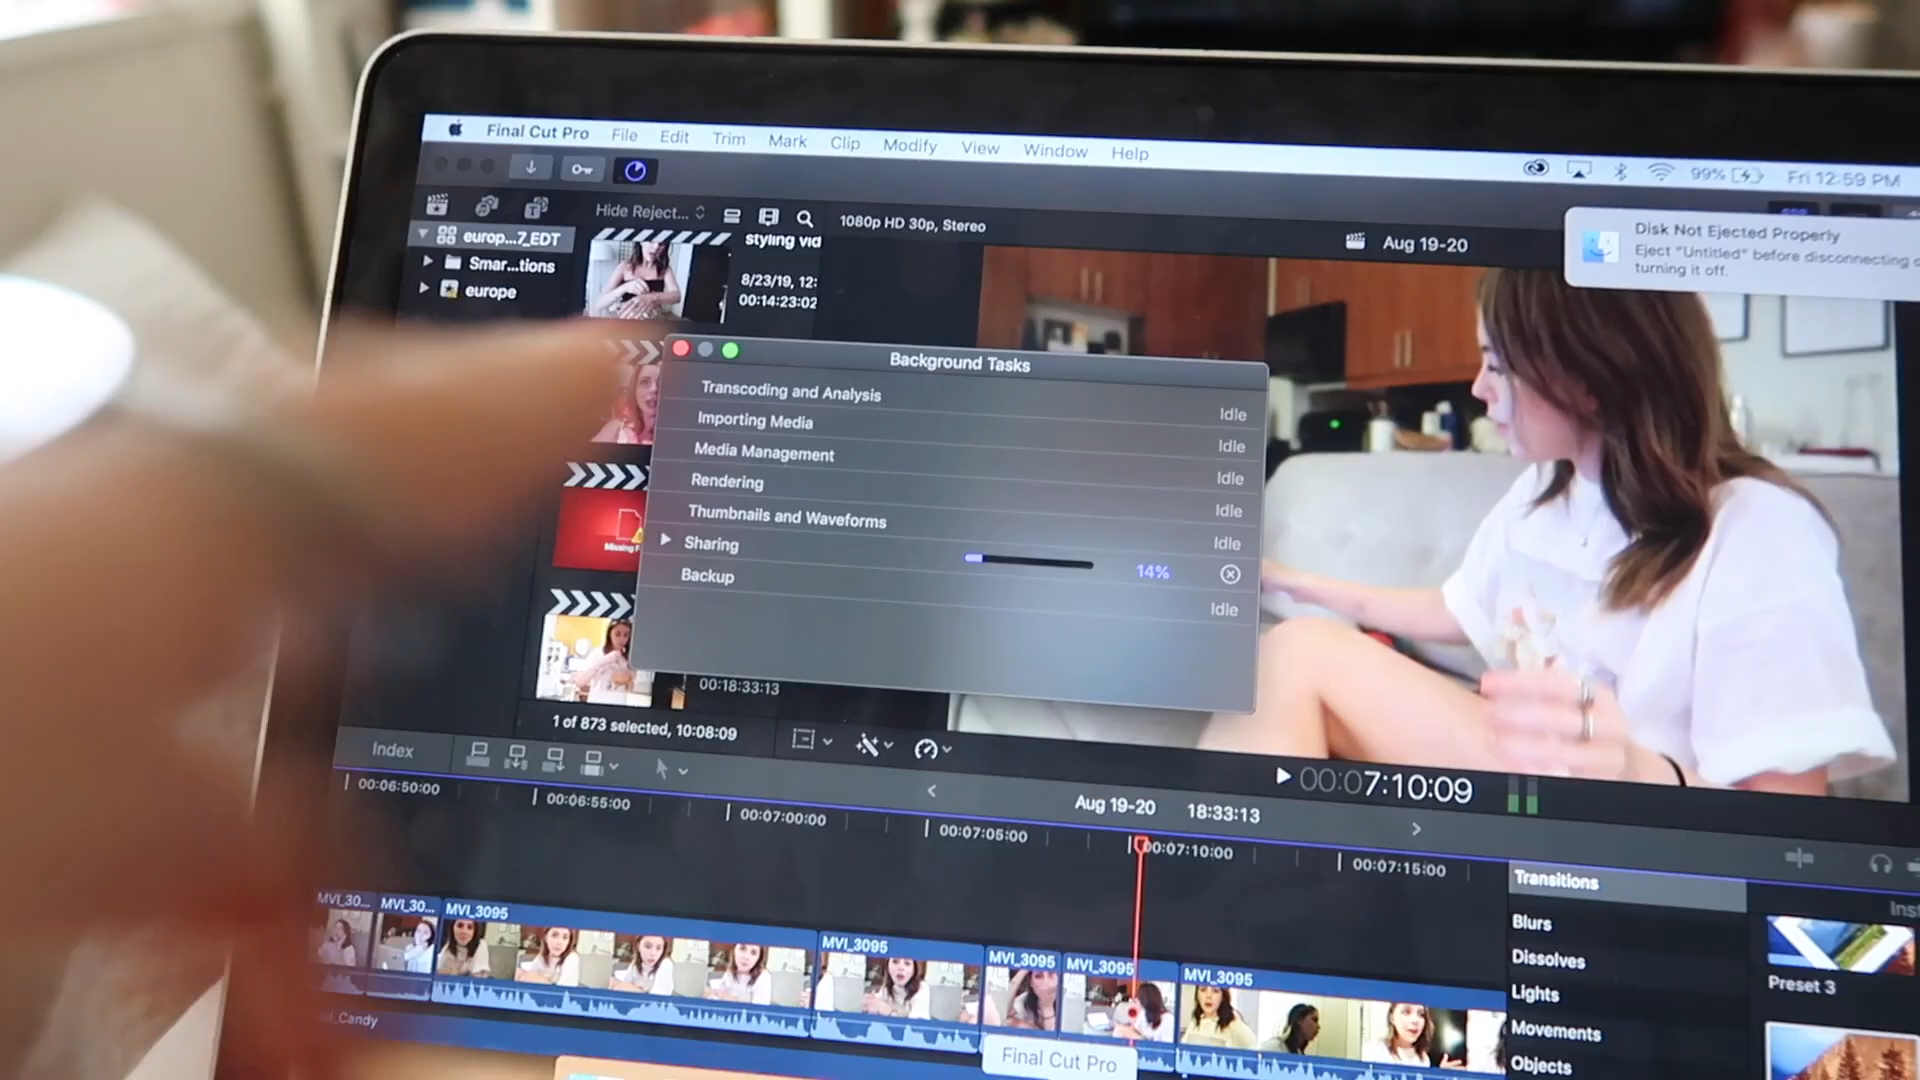 Final Cut Pro File Edit Trim Mark Clip Modify View Window Help
99% Fri 12:59 PM
Hide Reject... 1080p HD 30p, Stereo
Aug 19-20
Disk Not Ejected Properly
Eject "Untitled" before disconnecting
turning it off.
europ...7_EDT
Smar...tions
europe
styling vid
8/23/19, 12:
00:14:23:02
Background Tasks
Transcoding and Analysis Idle
Importing Media Idle
Media Management Idle
Rendering Idle
Thumbnails and Waveforms Idle
Sharing 14%
Backup Idle
Missing F
00:18:33:13
1 of 873 selected, 10:08:09
00:07:10:09
Index
Aug 19-20 18:33:13
00:06:50:00 00:06:55:00 00:07:00:00 00:07:05:00 00:07:10:00 00:07:15:00
MVI_30... MVI_30... MVI_3095 MVI_3095 MVI_3095 MVI_3095 MVI_3095
_Candy
Final Cut Pro
Transitions
Blurs
Dissolves
Lights
Movements
Objects
Inst
Preset 3